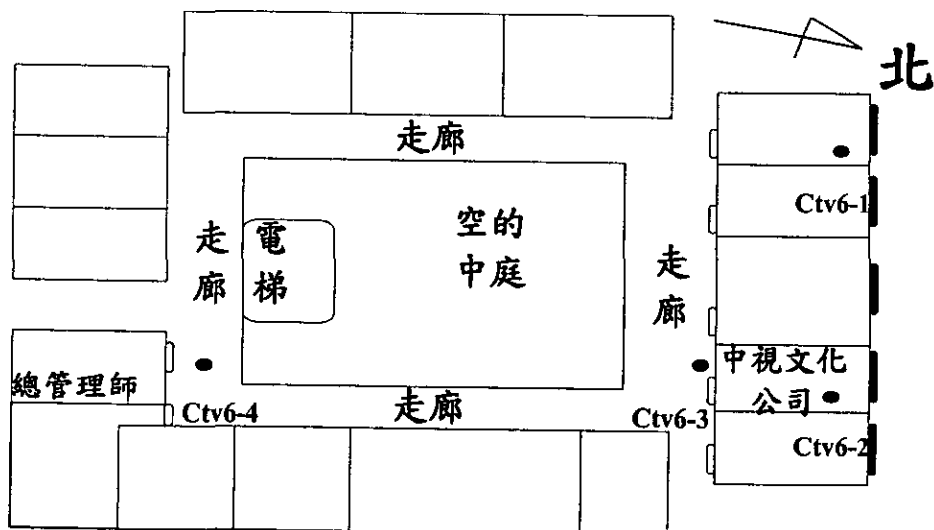 北
走廊
Ctv6-1
空的
中庭
走廊
電梯
走廊
中視文化
公司
總管理師
Ctv6-4
走廊
Ctv6-3
Ctv6-2